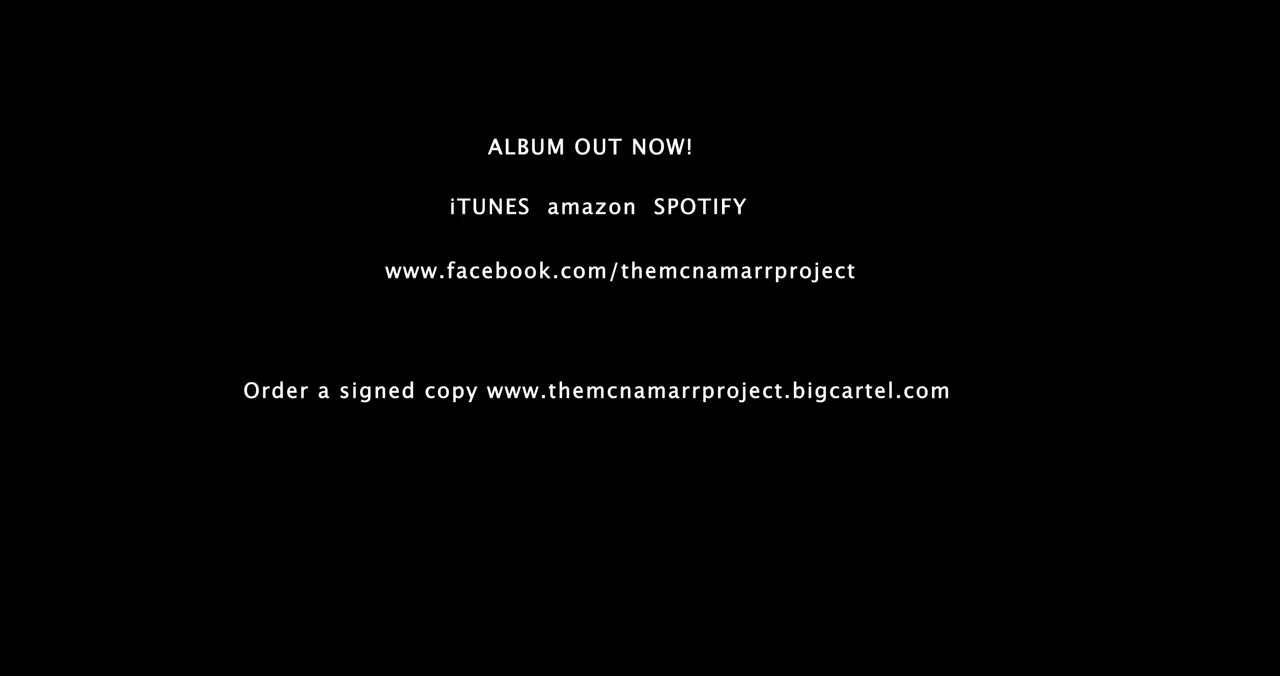 ALBUM OUT NOW!
iTUNES amazon SPOTIFY
www.facebook.com/themcnamarrproject
Order a signed copy www.themcnamarrproject.bigcartel.com